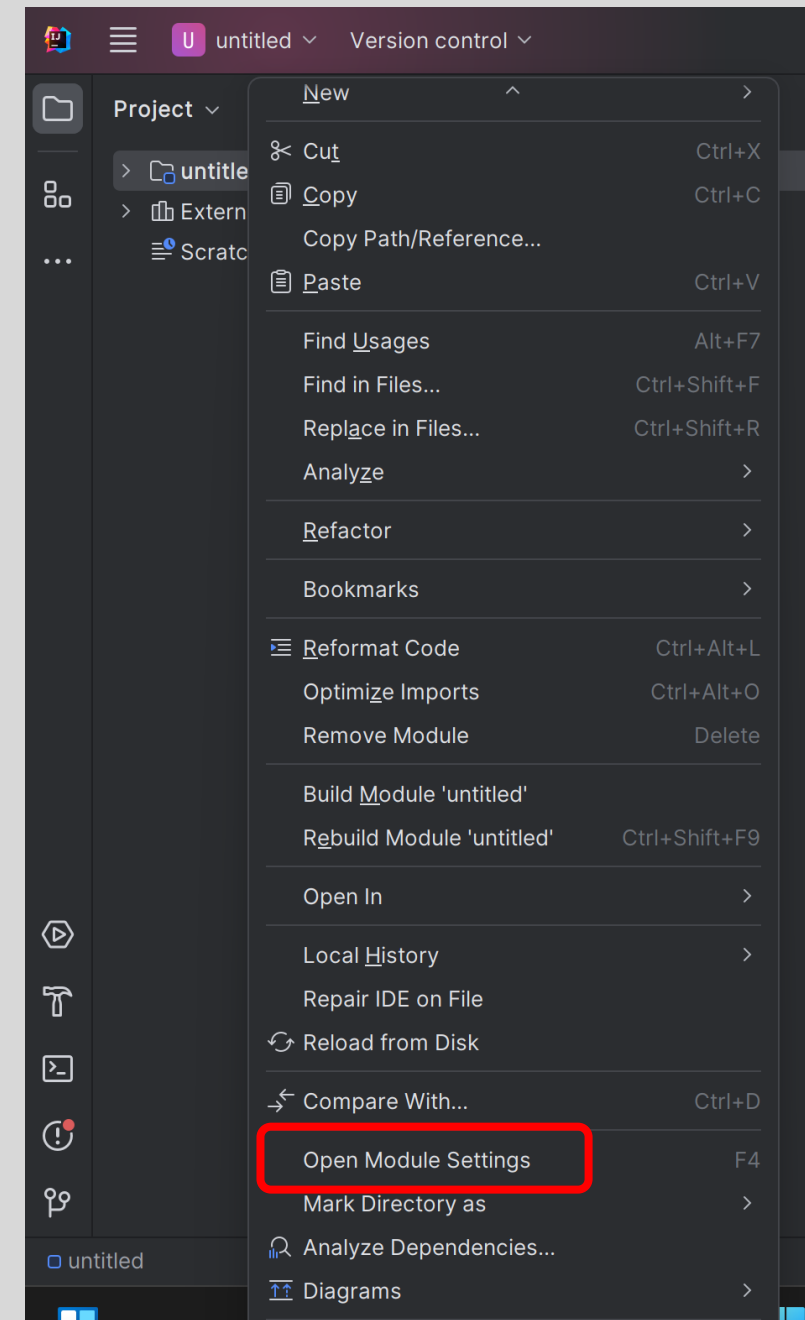 U untitled Version control
Project
New
Cut Ctrl+X
untitle
Copy Ctrl+C
Extern
Copy Path/Reference...
Scratc
Paste Ctrl+V
Find Usages Alt+F7
Find in Files... Ctrl+Shift+F
Replace in Files... Ctrl+Shift+R
Analyze
Refactor
Bookmarks
Reformat Code Ctrl+Alt+L
Optimize Imports Ctrl+Alt+O
Remove Module Delete
Build Module 'untitled'
Rebuild Module 'untitled' Ctrl+Shift+F9
Open In
Local History
Repair IDE on File
Reload from Disk
Compare With... Ctrl+D
Open Module Settings F4
Mark Directory as
Analyze Dependencies...
untitled
Diagrams